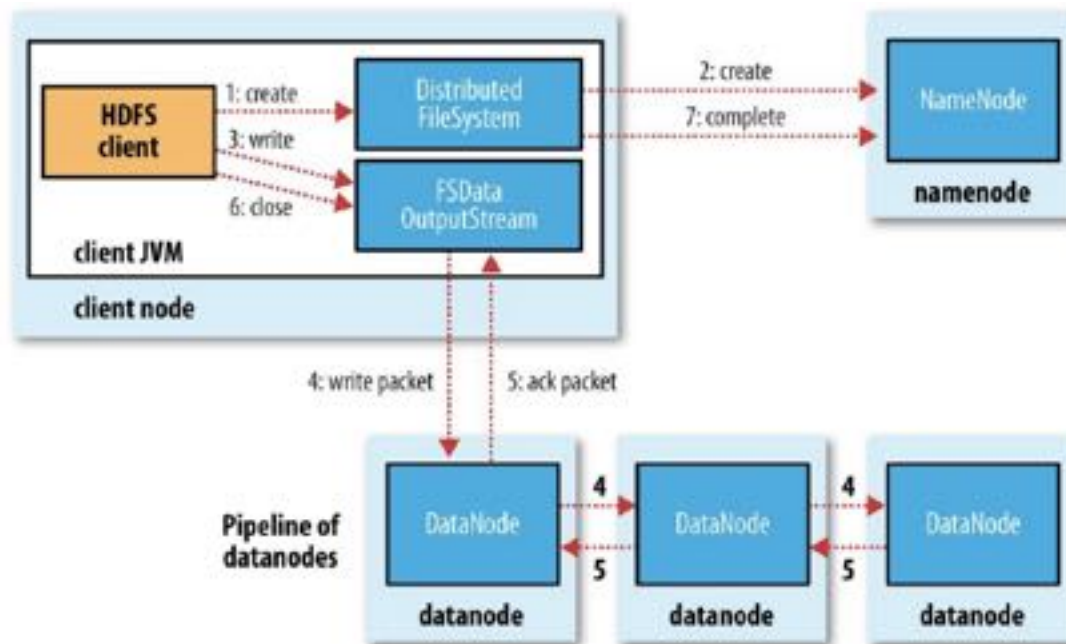 HDFS
client
1: create
3: write
6: close
Distributed
FileSystem
FSData
OutputStream
client JVM
client node
2: create
7: complete
NameNode
namenode
4: write packet
5: ack packet
Pipeline of
datanodes
DataNode
datanode
4
5
DataNode
datanode
4
5
DataNode
datanode